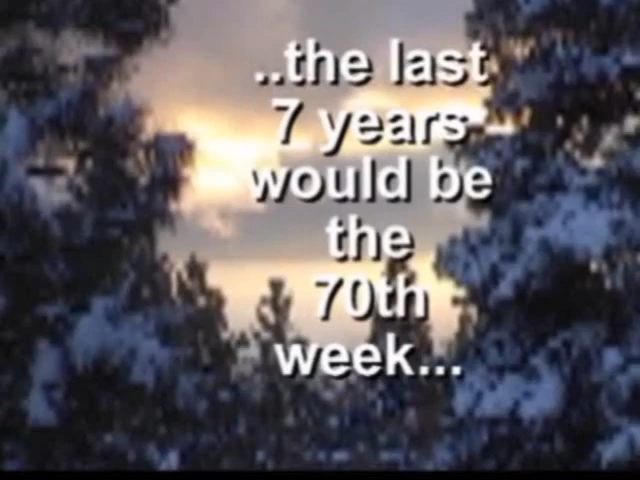 ..the last
7 years
would be
the
70th
week...